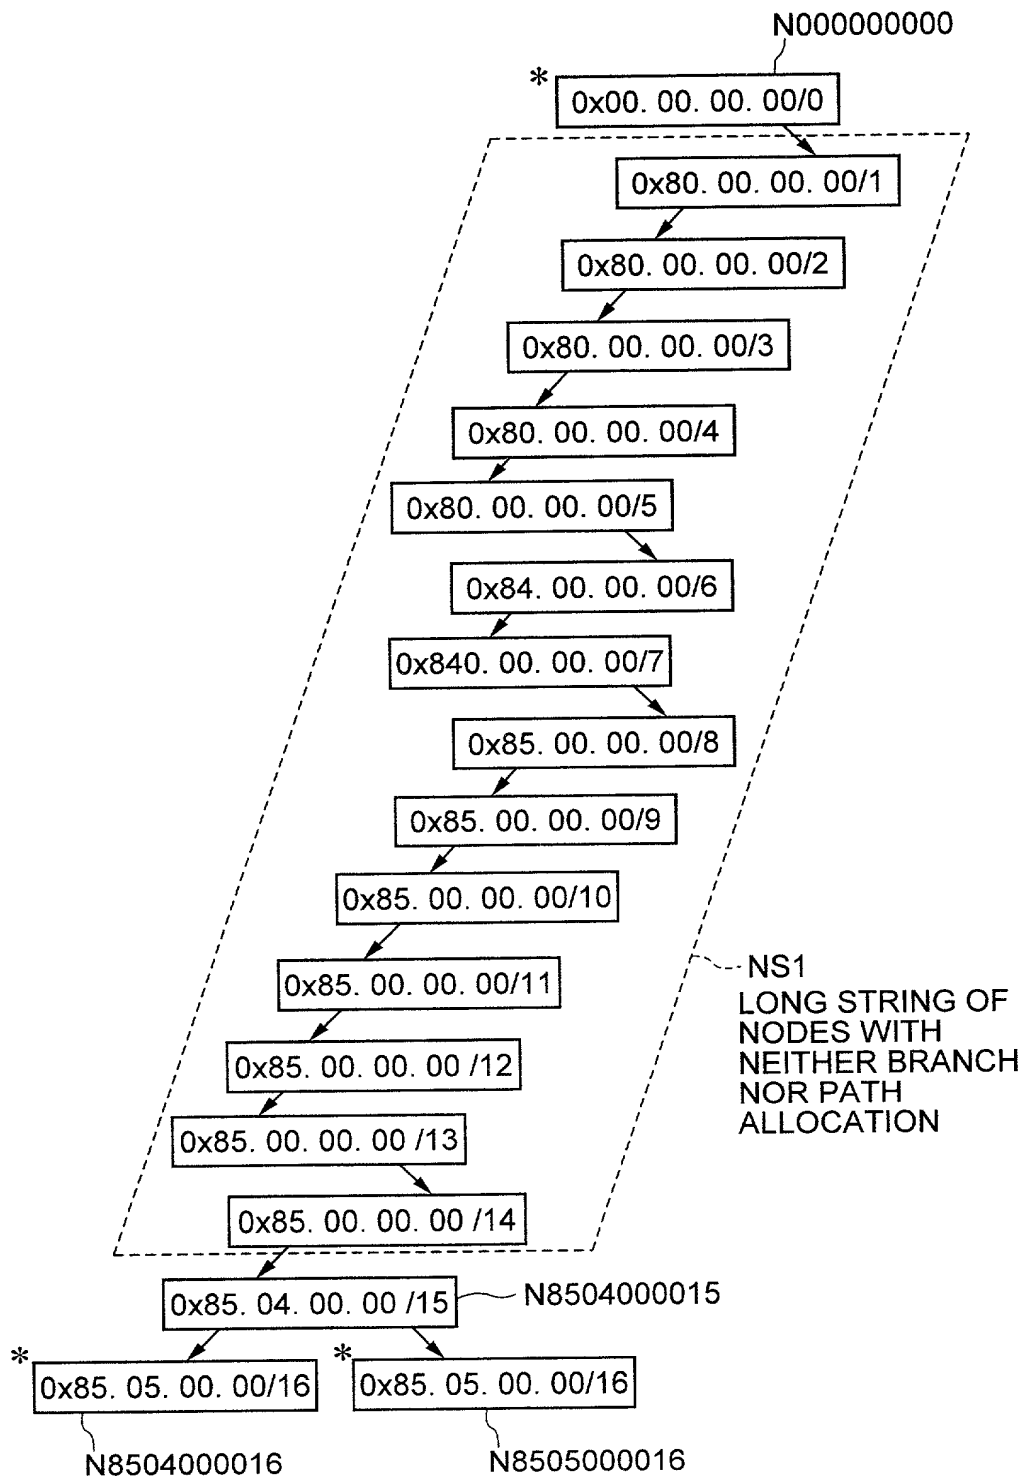 N000000000
*
0x00. 00. 00. 00/0
0x80. 00. 00. 00/1
0x80. 00. 00. 00/2
0x80. 00. 00. 00/3
0x80. 00. 00. 00/4
0x80. 00. 00. 00/5
0x84. 00. 00. 00/6
0x840. 00. 00. 00/7
0x85. 00. 00. 00/8
0x85. 00. 00. 00/9
0x85. 00. 00. 00/10
0x85. 00. 00. 00/11
0x85. 00. 00. 00 /12
0x85. 00. 00. 00 /13
0x85. 00. 00. 00 /14
NS1
LONG STRING OF
NODES WITH
NEITHER BRANCH
NOR PATH
ALLOCATION
0x85. 04. 00. 00 /15
N8504000015
*
0x85. 05. 00. 00/16
*
0x85. 05. 00. 00/16
N8504000016
N8505000016